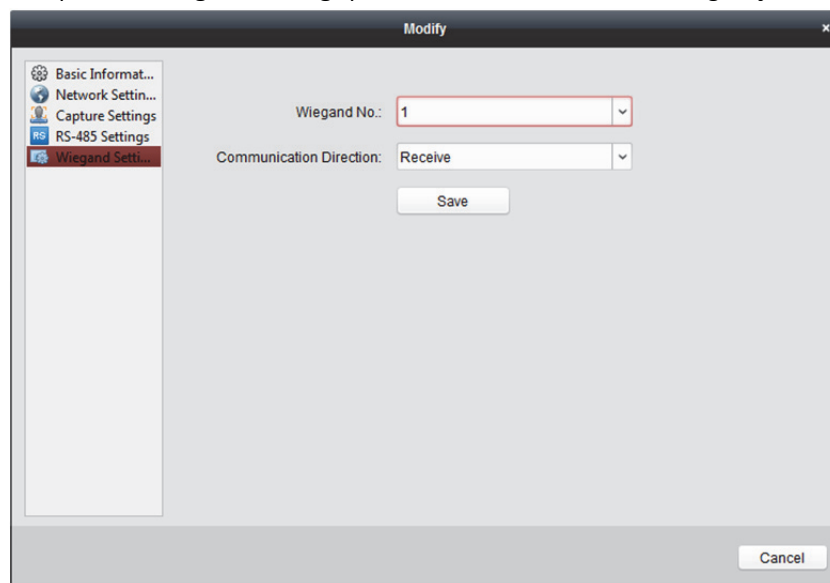 Modify
×
Basic Informat...
Network Settin...
Capture Settings
RS RS-485 Settings
Wiegand Setti...
Wiegand No.: 1
Communication Direction: Receive
Save
Cancel